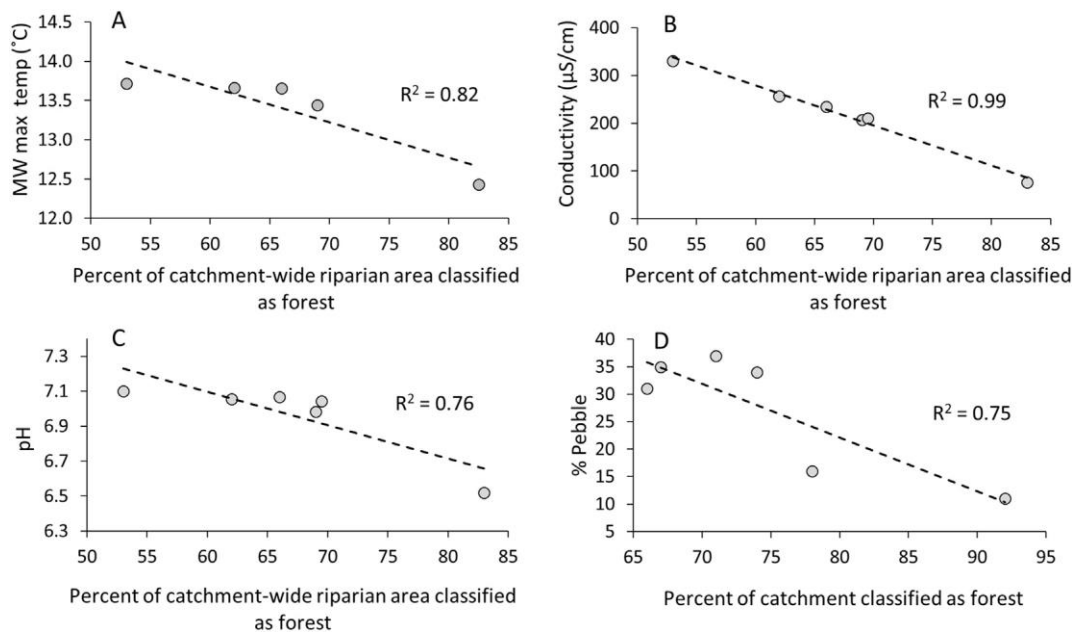 A
MW max temp (˚C)
14.5
14.0
13.5
13.0
12.5
12.0
R² = 0.82
50 55 60 65 70 75 80 85
Percent of catchment-wide riparian area classified
as forest
B
Conductivity (µS/cm)
400
300
200
100
0
R² = 0.99
50 55 60 65 70 75 80 85
Percent of catchment-wide riparian area classified
as forest
C
pH
7.3
7.1
6.9
6.7
6.5
6.3
R² = 0.76
50 55 60 65 70 75 80 85
Percent of catchment-wide riparian area classified
as forest
D
% Pebble
40
35
30
25
20
15
10
5
R² = 0.75
65 70 75 80 85 90 95
Percent of catchment classified as forest